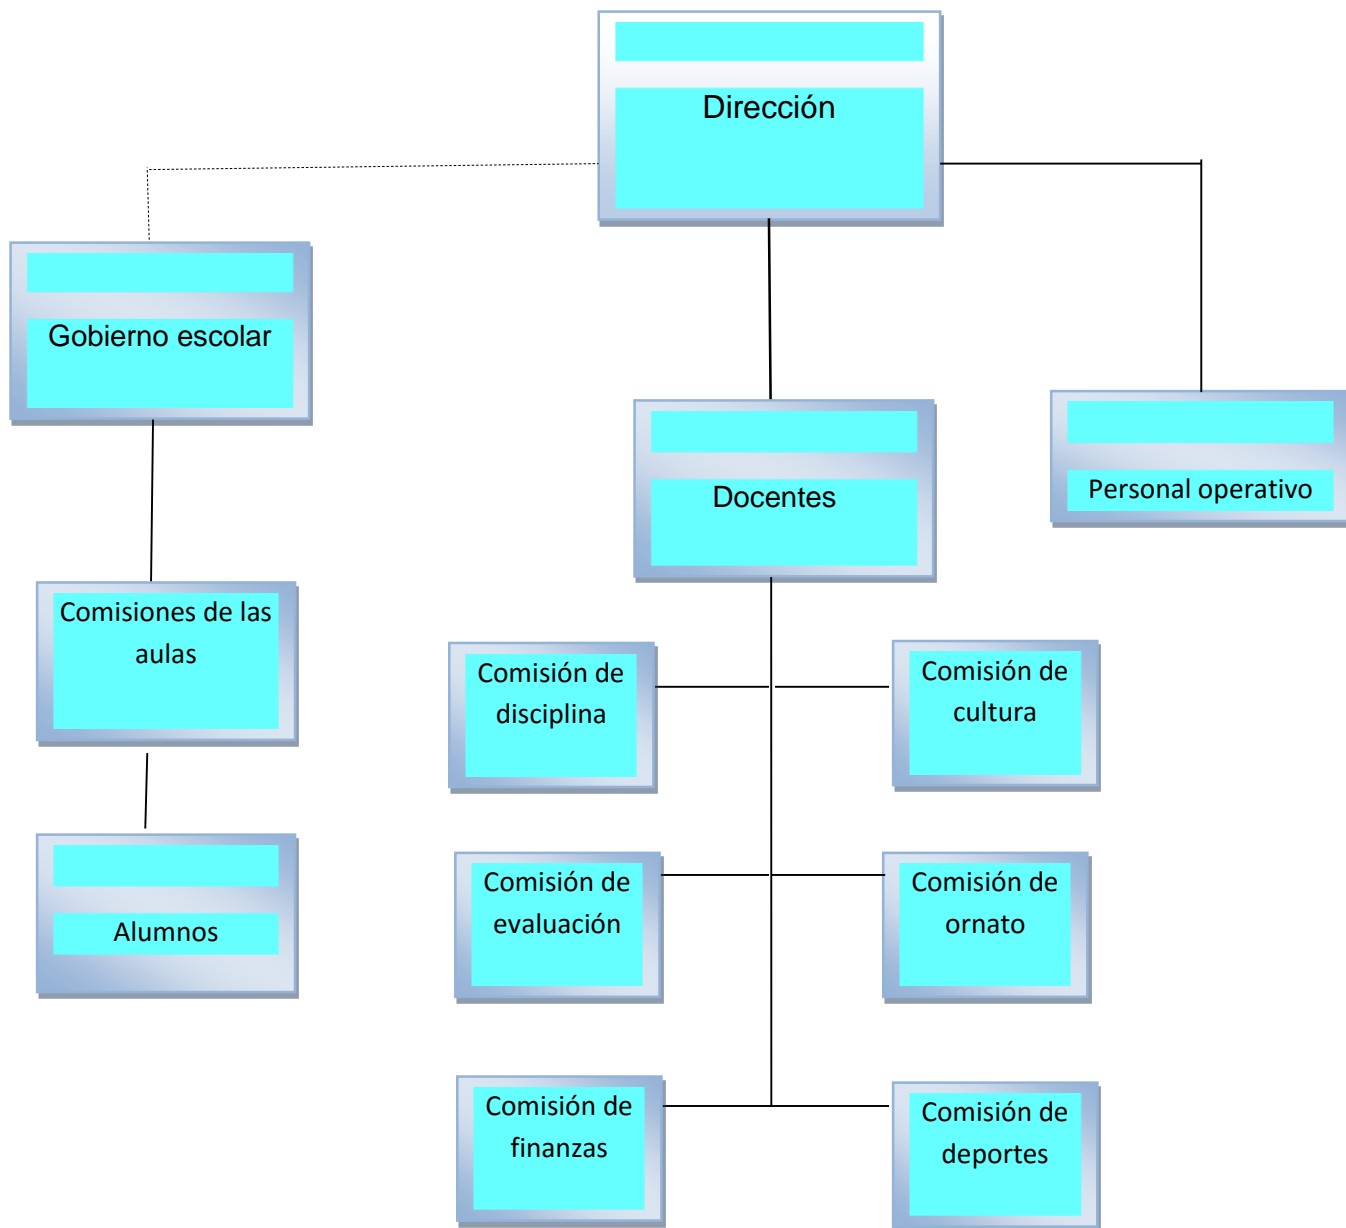 Dirección
Gobierno escolar
Docentes
Personal operativo
Comisiones de las
aulas
Comisión de
disciplina
Comisión de
cultura
Alumnos
Comisión de
evaluación
Comisión de
ornato
Comisión de
finanzas
Comisión de
deportes